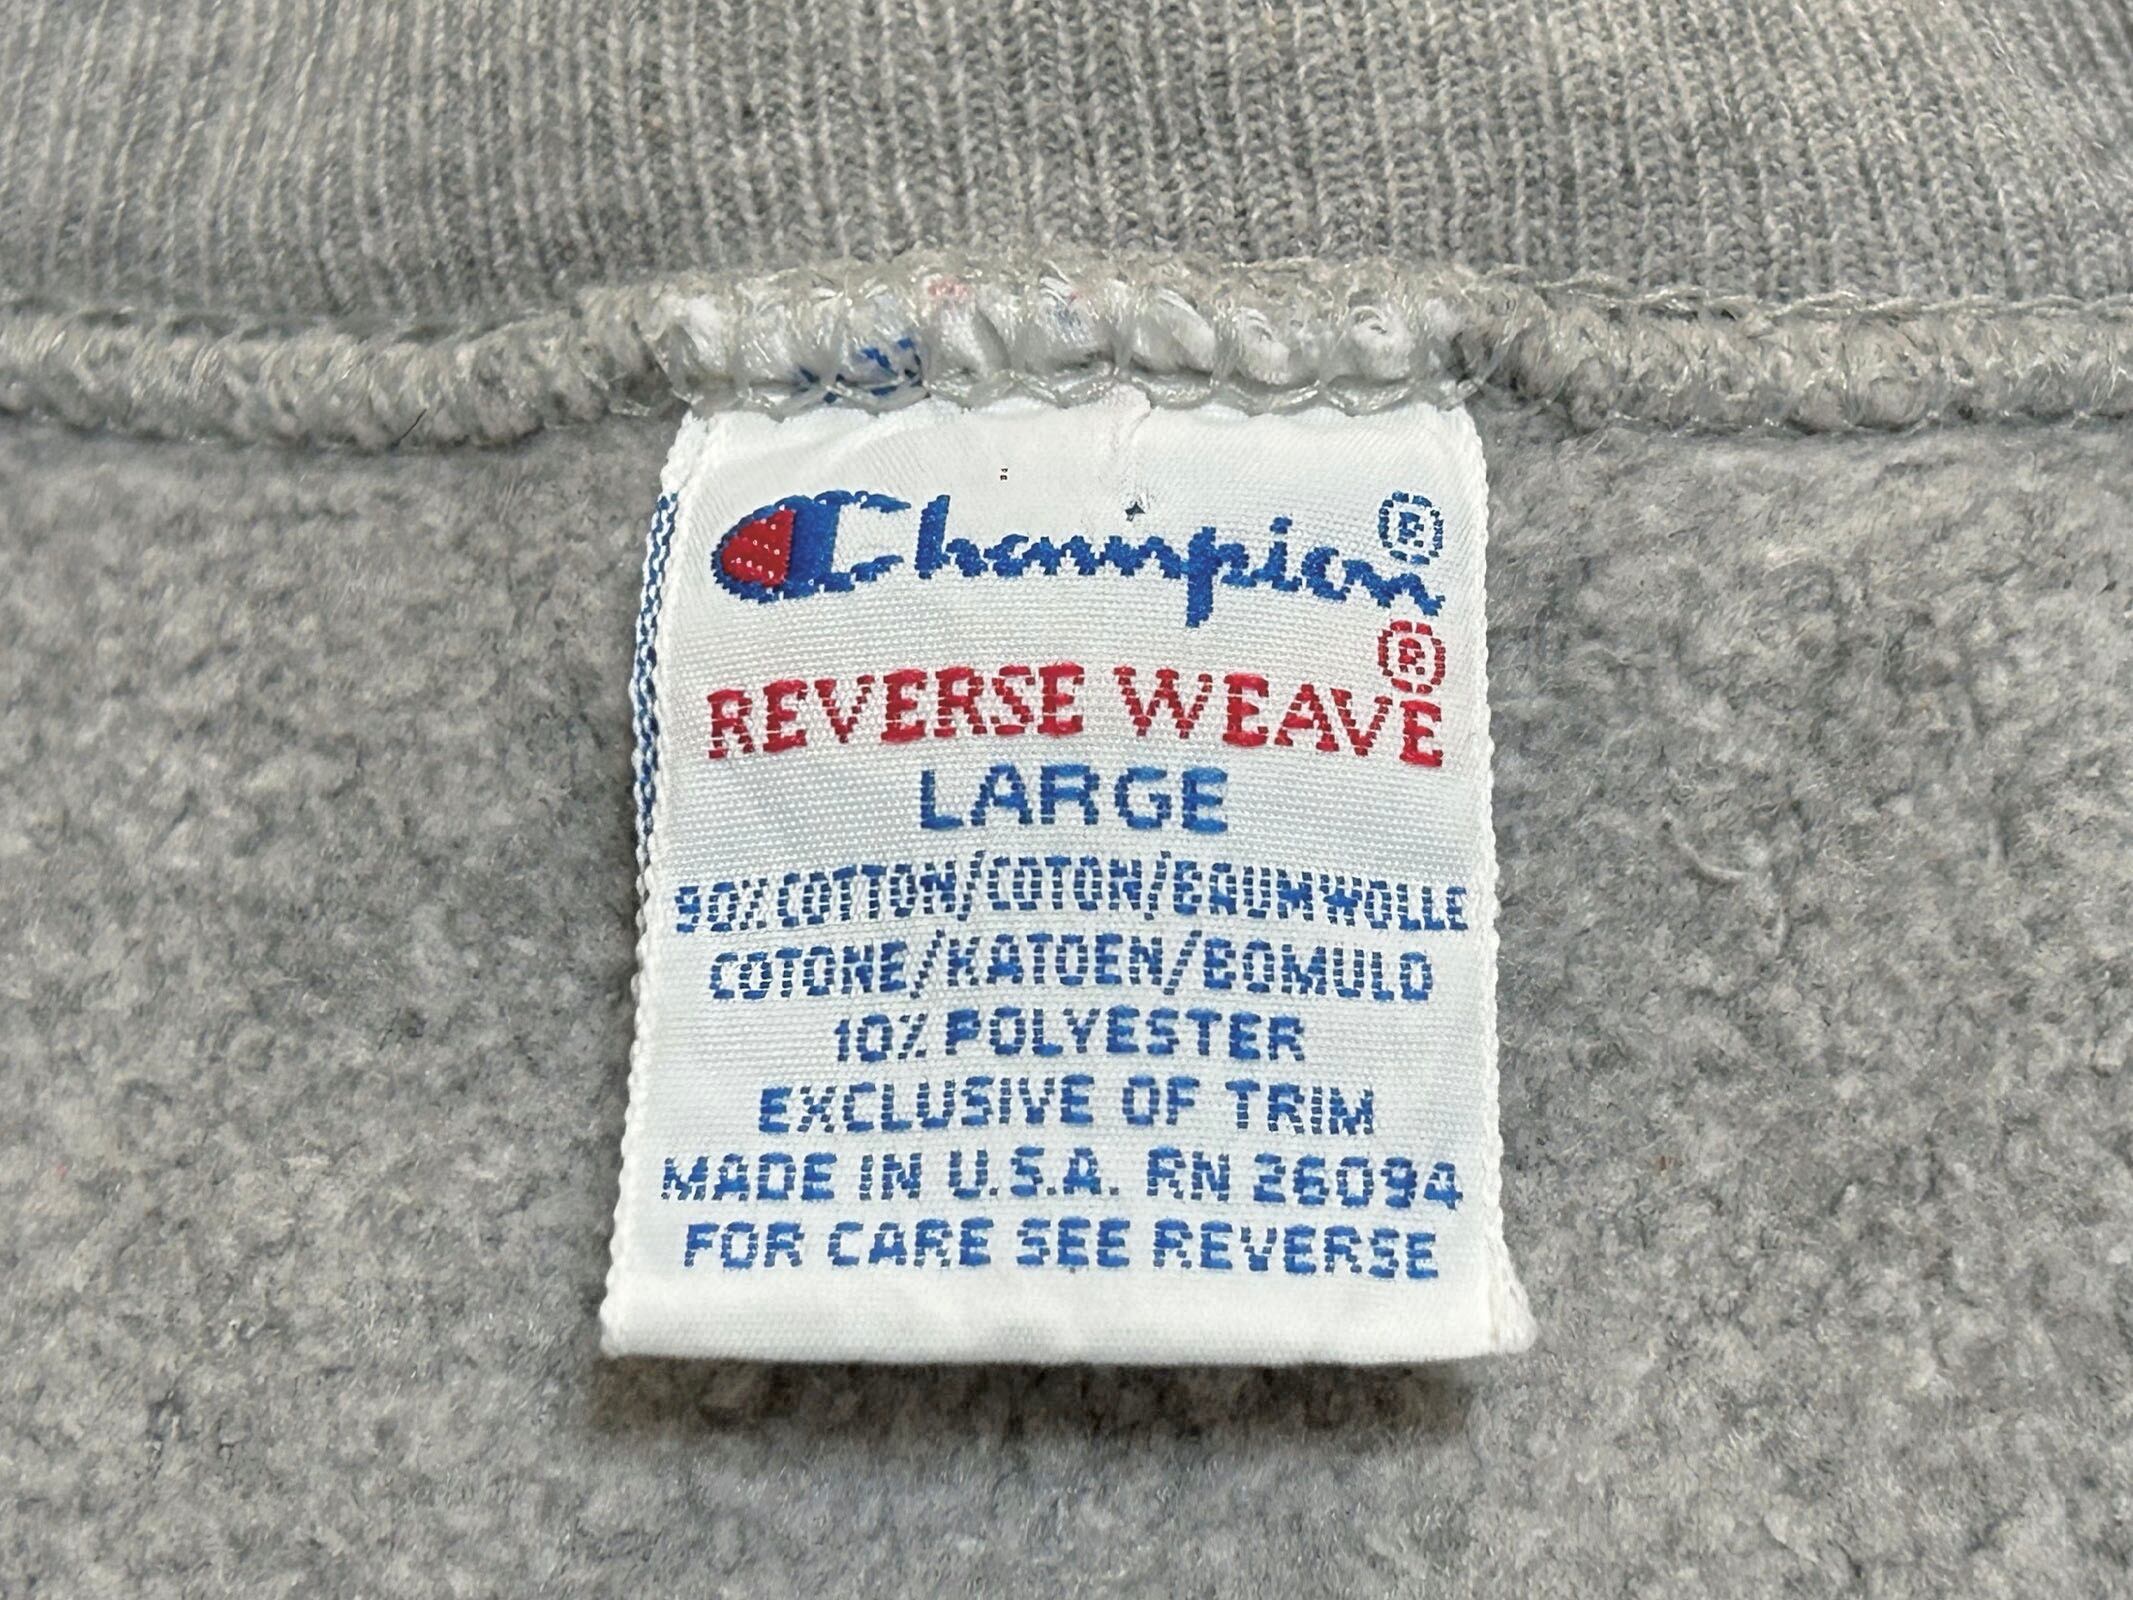 Champion®
REVERSE WEAVE®
LARGE
90% COTTON/COTON/BAUMWOLLE
COTONE/KATOEN/BOMULD
10% POLYESTER
EXCLUSIVE OF TRIM
MADE IN U.S.A. RN 26094
FOR CARE SEE REVERSE